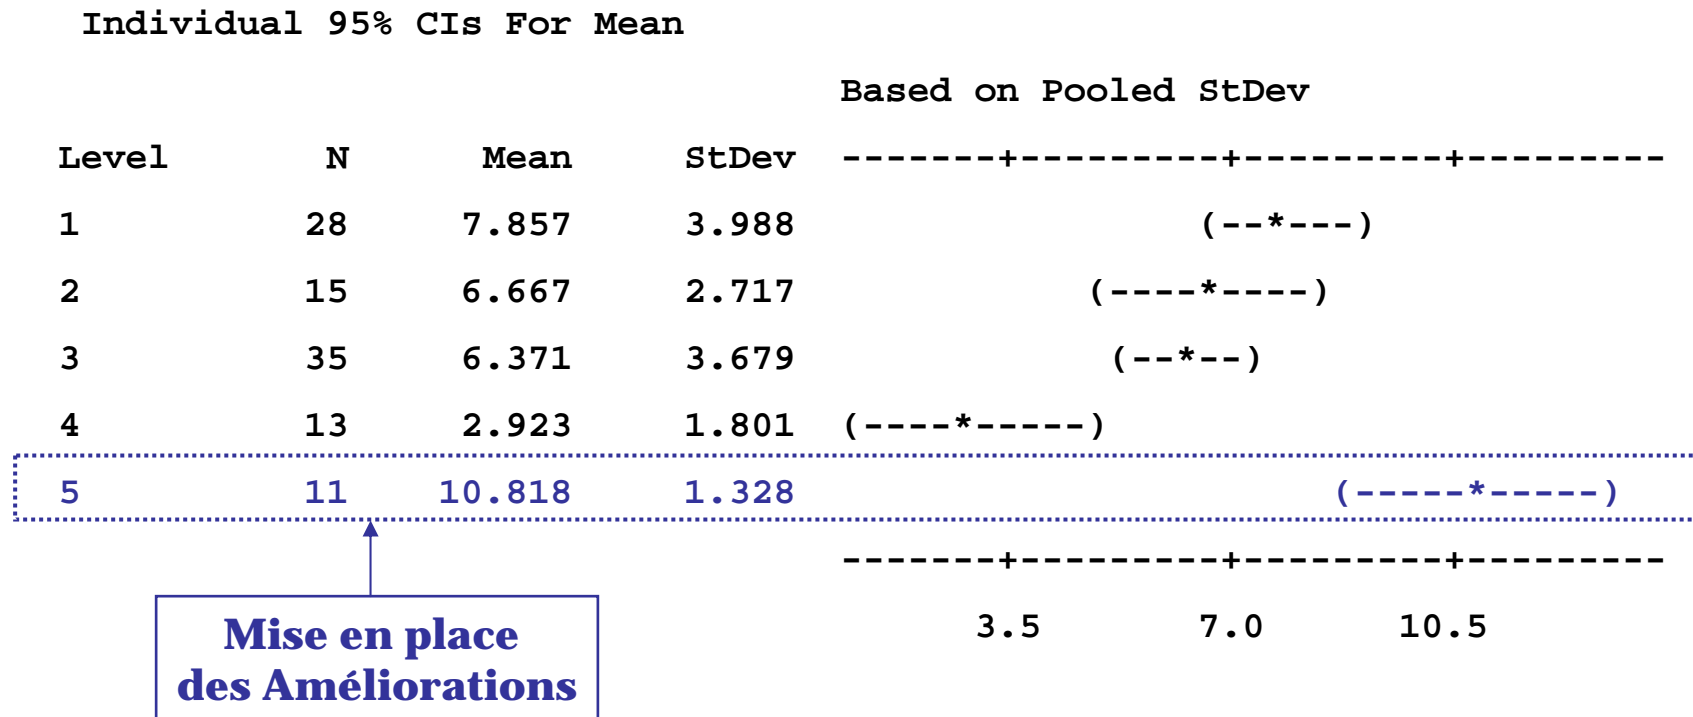 Individual 95% CIs For Mean
Based on Pooled StDev
Level N Mean StDev -------+---------+---------+---------
1 28 7.857 3.988 (--*---)
2 15 6.667 2.717 (----*----)
3 35 6.371 3.679 (--*--)
4 13 2.923 1.801 (----*-----)
5 11 10.818 1.328 (-----*-----)
-------+---------+---------+---------
3.5 7.0 10.5
Mise en place
des Améliorations